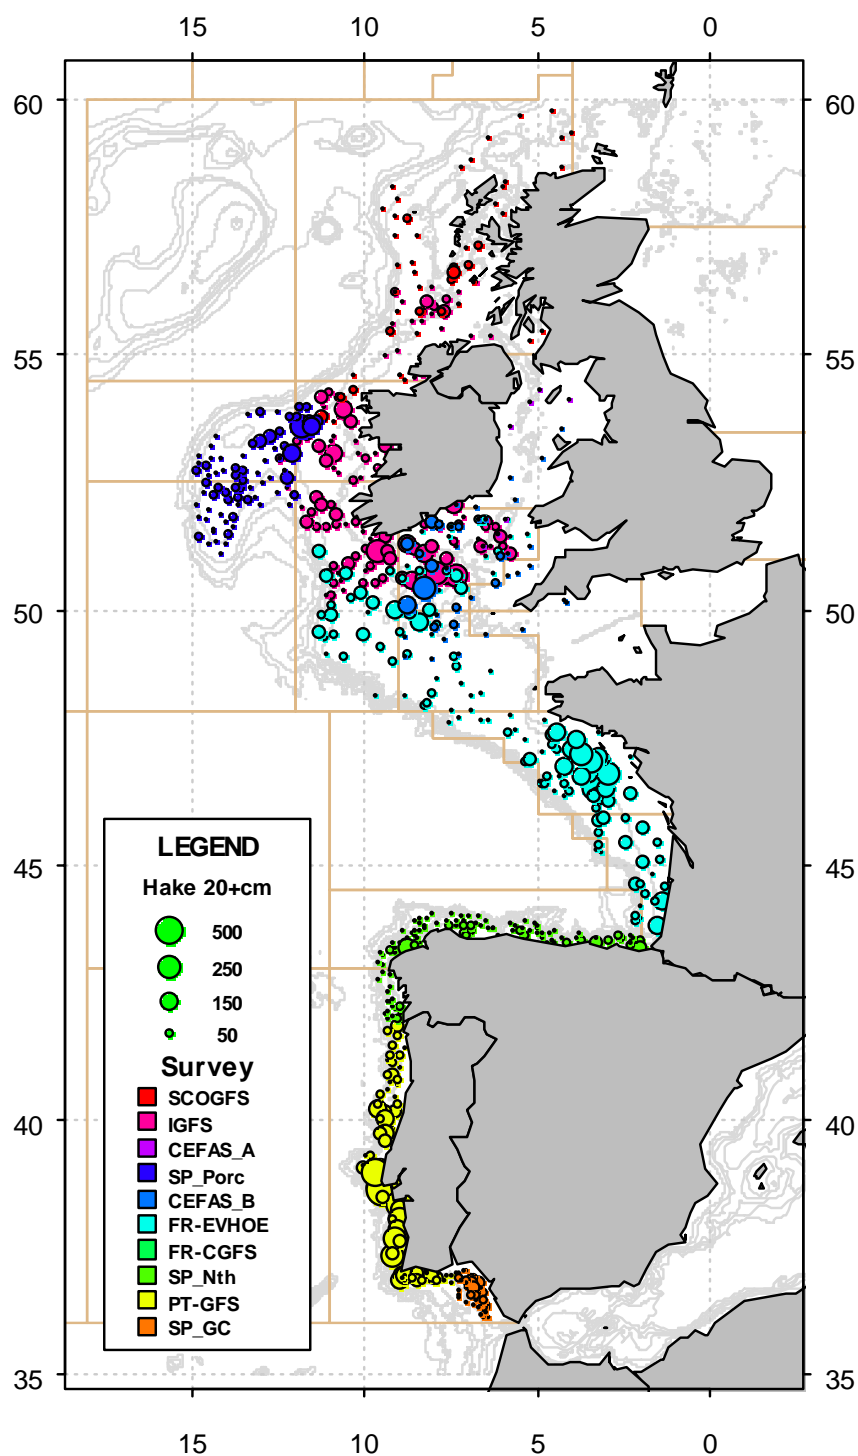 15 10 5 0
60 60
55 55
50 50
45 45
LEGEND
Hake 20+cm
500
250
150
50
Survey
SCOGFS
IGFS
CEFAS_A
SP_Porc
CEFAS_B
FR-EVHOE
FR-CGFS
SP_Nth
PT-GFS
SP_GC
40 40
35 35
15 10 5 0